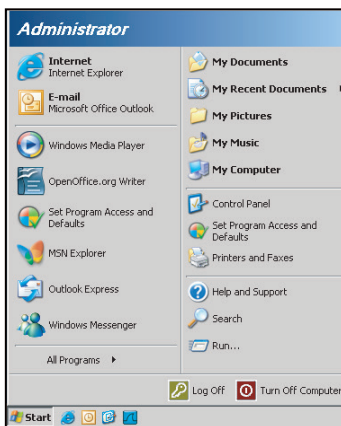 Administrator
Internet
Internet Explorer
E-mail
Microsoft Office Outlook
Windows Media Player
OpenOffice.org Writer
Set Program Access and
Defaults
MSN Explorer
Outlook Express
Windows Messenger
All Programs
My Documents
My Recent Documents
My Pictures
My Music
My Computer
Control Panel
Set Program Access and
Defaults
Printers and Faxes
Help and Support
Search
Run...
Log Off
Turn Off Computer
Start